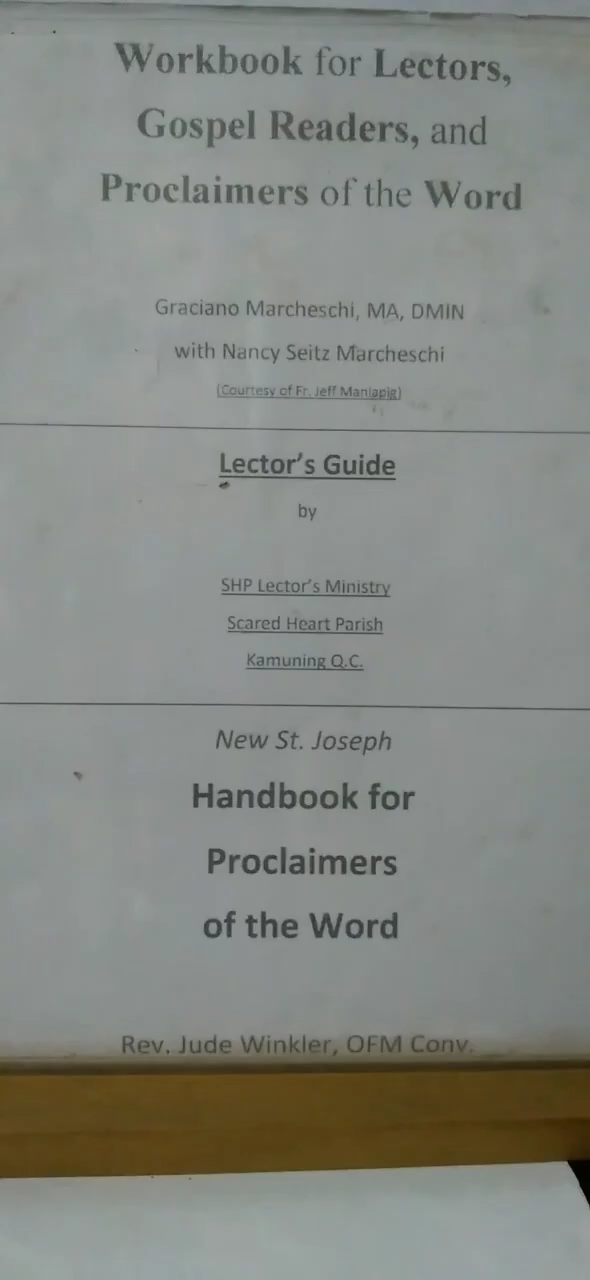 Workbook for Lectors,
Gospel Readers, and
Proclaimers of the Word
Graciano Marcheschi, MA, DMIN
with Nancy Seitz Marcheschi
(Courtesy of Fr. Jeff Manlapig)
Lector's Guide
by
SHP Lector's Ministry
Scared Heart Parish
Kamuning Q.C.
New St. Joseph
Handbook for
Proclaimers
of the Word
Rev. Jude Winkler, OFM Conv.